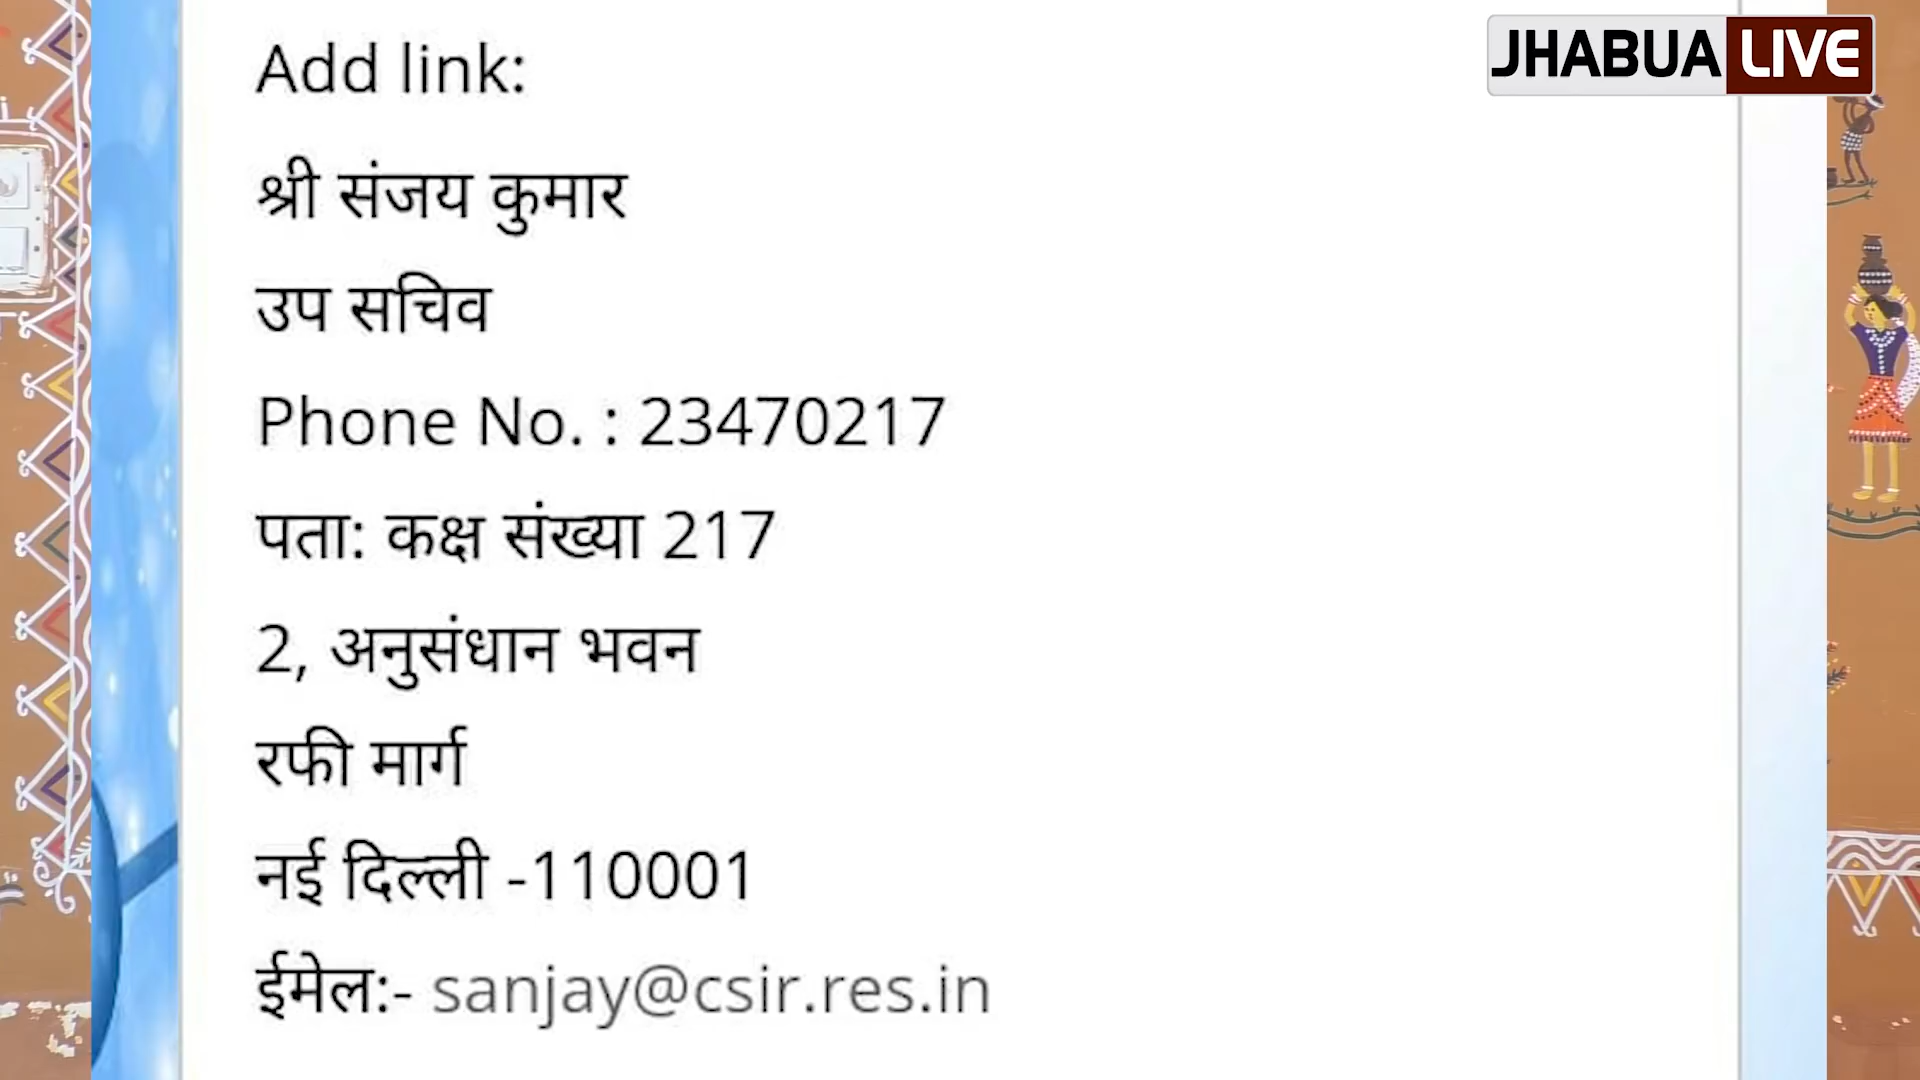 JHABUA LIVE
Add link:
श्री संजय कुमार
उप सचिव
Phone No. : 23470217
पता: कक्ष संख्या 217
2, अनुसंधान भवन
रफी मार्ग
नई दिल्ली -110001
ईमेल:- sanjay@csir.res.in